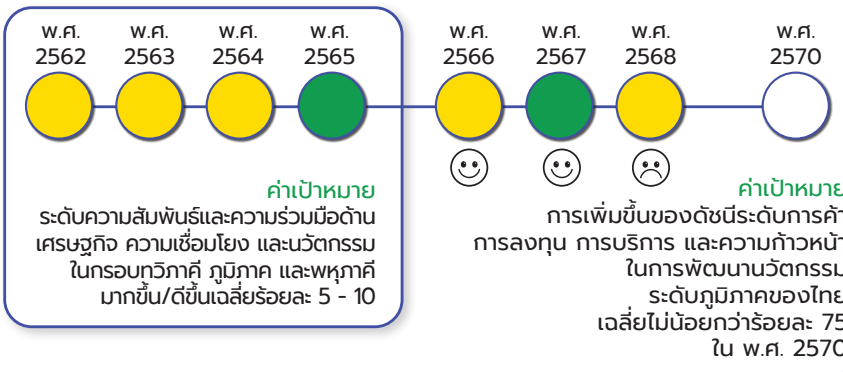 พ.ศ. พ.ศ. พ.ศ. พ.ศ. พ.ศ. พ.ศ. พ.ศ. พ.ศ.
2562 2563 2564 2565 2566 2567 2568 2570
ค่าเป้าหมาย
ระดับความสัมพันธ์และความร่วมมือด้าน
เศรษฐกิจ ความเชื่อมโยง และนวัตกรรม
ในกรอบทวิภาคี ภูมิภาค และพหุภาคี
มากขึ้น/ดีขึ้นเฉลี่ยร้อยละ 5 - 10
ค่าเป้าหมาย
การเพิ่มขึ้นของดัชนีระดับการค้า
การลงทุน การบริการ และความก้าวหน้า
ในการพัฒนานวัตกรรม
ระดับภูมิภาคของไทย
เฉลี่ยไม่น้อยกว่าร้อยละ 75
ใน พ.ศ. 2570